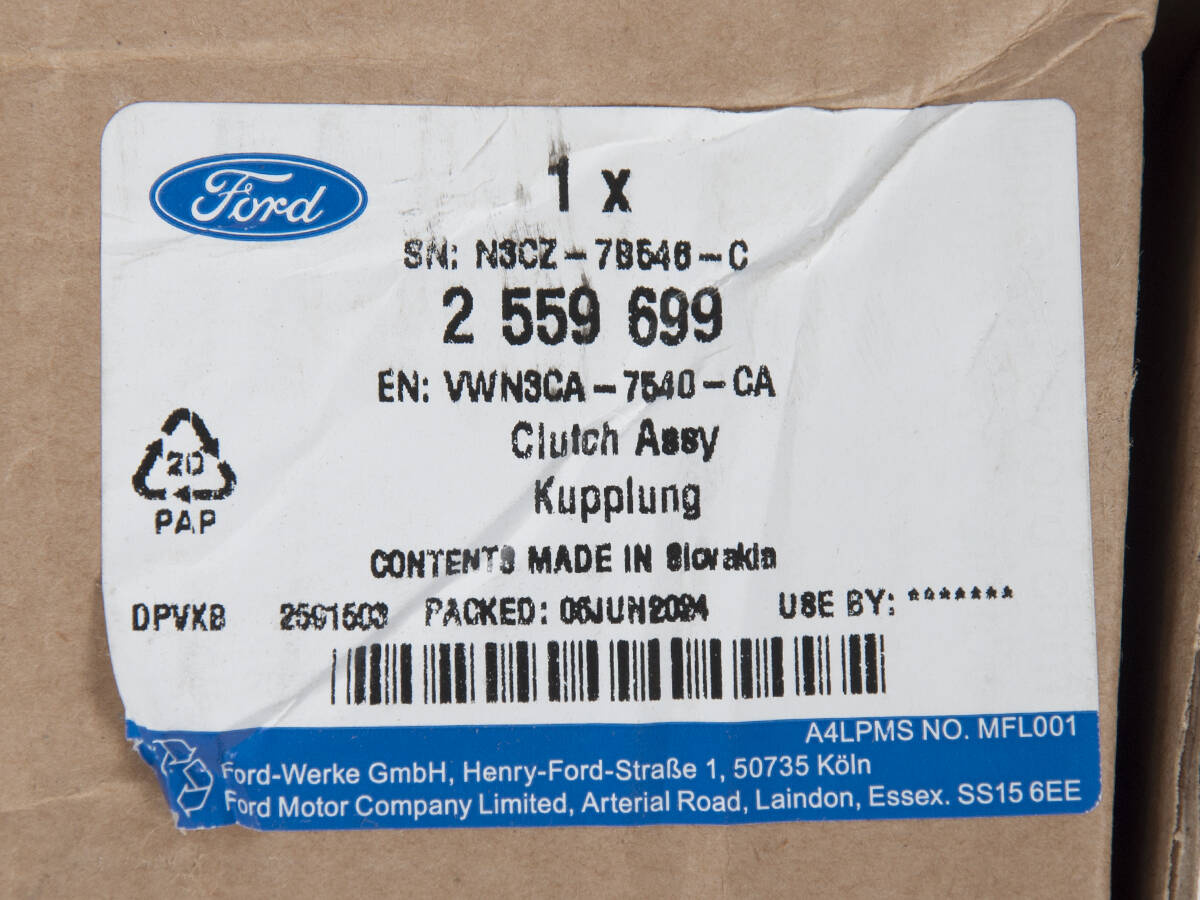 Ford
1 x
SN: N3CZ-7B546-C
2 559 699
EN: VWN3CA-7540-CA
Clutch Assy
Kupplung
20
PAP
CONTENTS MADE IN Slovakia
DPVXB 2591503 PACKED: 06JUN2024 USE BY: *******
A4LPMS NO. MFL001
Ford-Werke GmbH, Henry-Ford-Straße 1, 50735 Köln
Ford Motor Company Limited, Arterial Road, Laindon, Essex. SS15 6EE